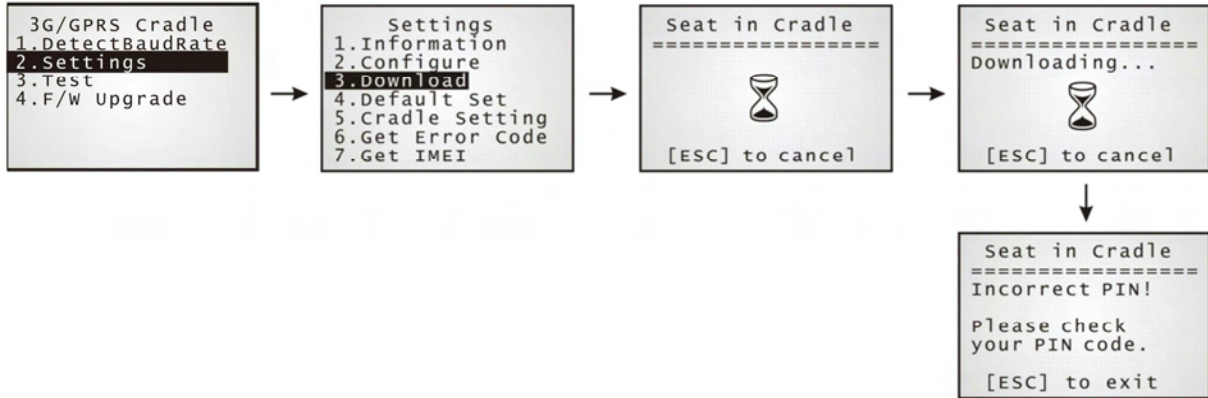 3G/GPRS Cradle
1.DetectBaudRate
2.Settings
3.Test
4.F/W Upgrade
Settings
1.Information
2.Configure
3.Download
4.Default Set
5.Cradle Setting
6.Get Error Code
7.Get IMEI
Seat in Cradle
=================
[ESC] to cancel
Seat in Cradle
=================
Downloading...
[ESC] to cancel
Seat in Cradle
=================
Incorrect PIN!
Please check
your PIN code.
[ESC] to exit